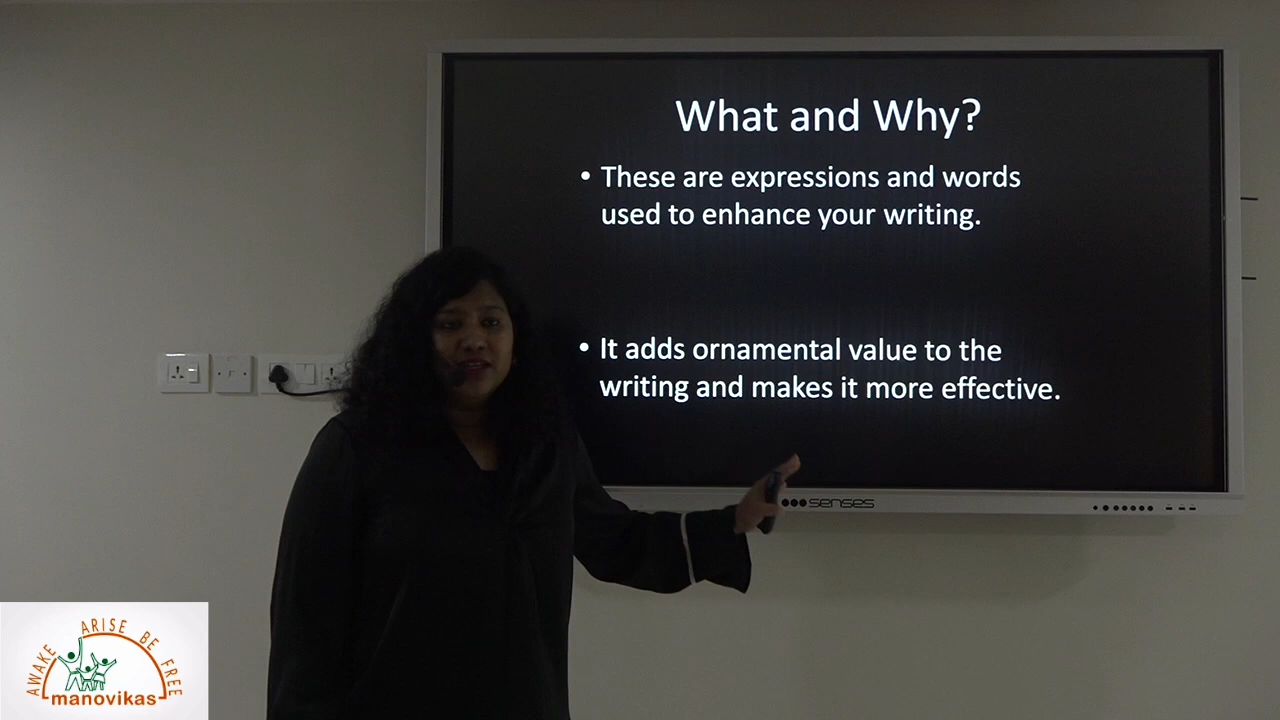 What and Why?
• These are expressions and words
used to enhance your writing.
• It adds ornamental value to the
writing and makes it more effective.
senses
AWAKE ARISE BE FREE
manovikas